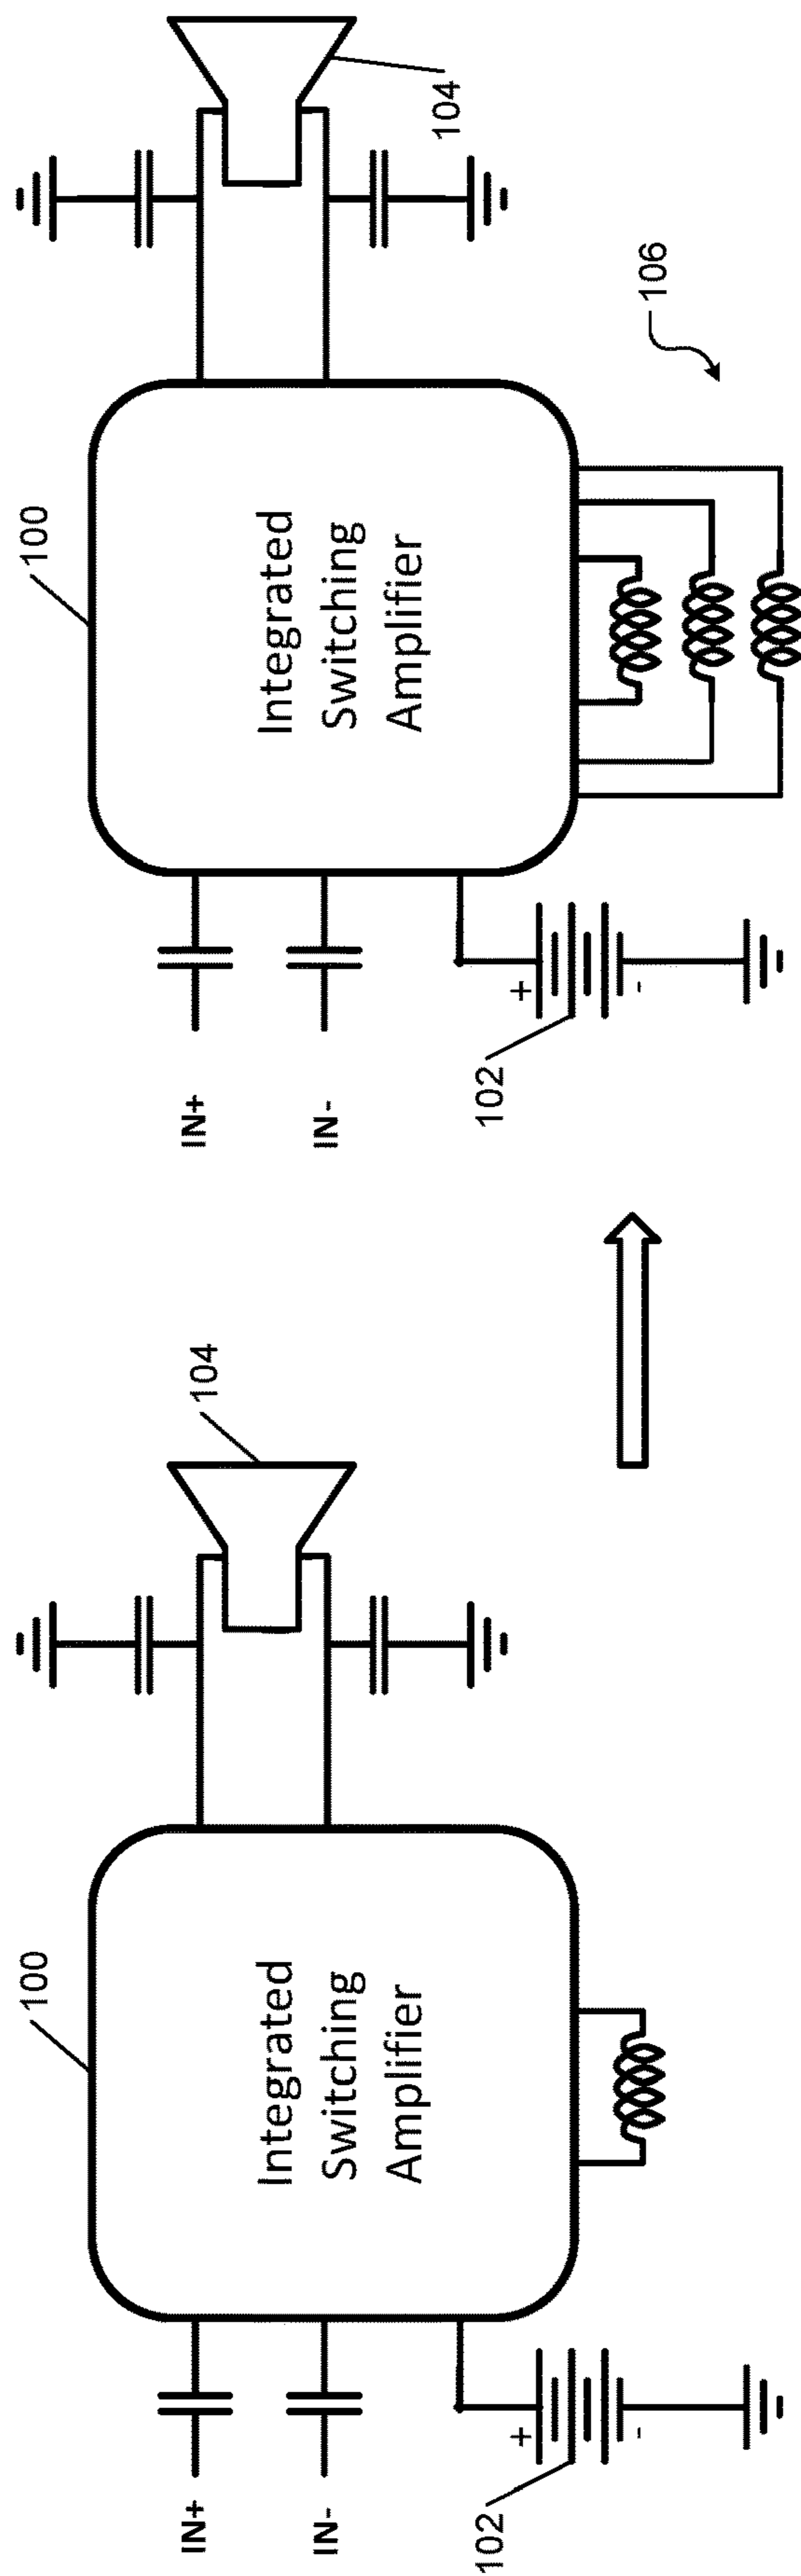 100
Integrated
Switching
Amplifier
IN+
IN-
+
-
102
104
100
Integrated
Switching
Amplifier
IN+
IN-
+
-
102
104
106